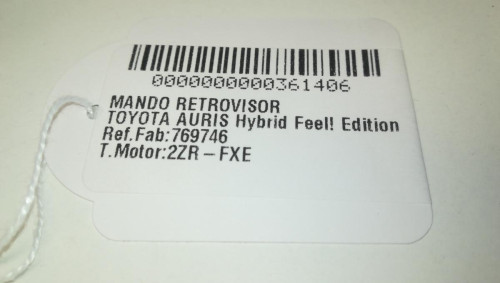 0000000000361406
MANDO RETROVISOR
TOYOTA AURIS Hybrid Feel! Edition
Ref.Fab:769746
T.Motor:2ZR-FXE